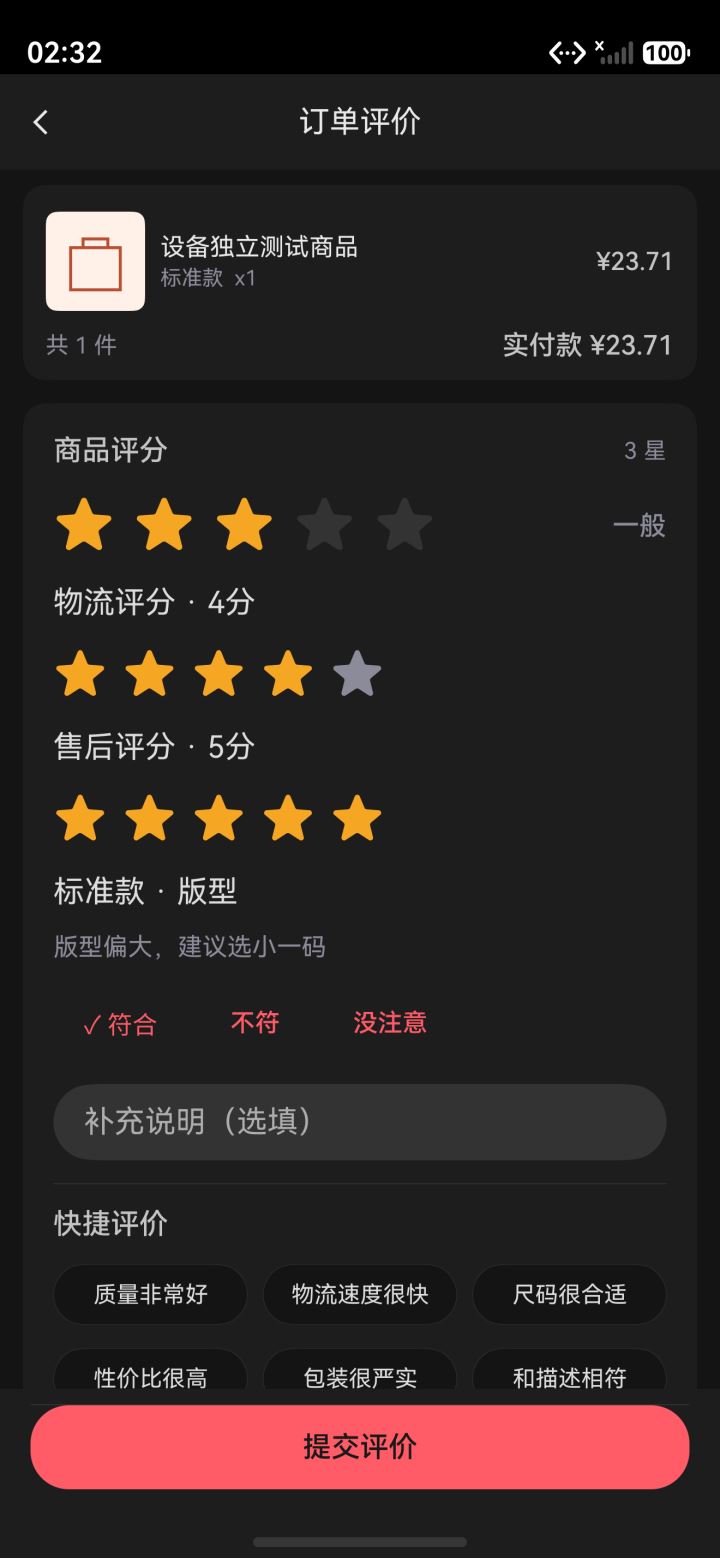 02:32
100
订单评价
设备独立测试商品
标准款 x1
¥23.71
共 1 件
实付款 ¥23.71
商品评分
3 星
一般
物流评分 · 4分
售后评分 · 5分
标准款 · 版型
版型偏大，建议选小一码
✓符合 不符 没注意
补充说明（选填）
快捷评价
质量非常好 物流速度很快 尺码很合适
性价比很高 包装很严实 和描述相符
提交评价